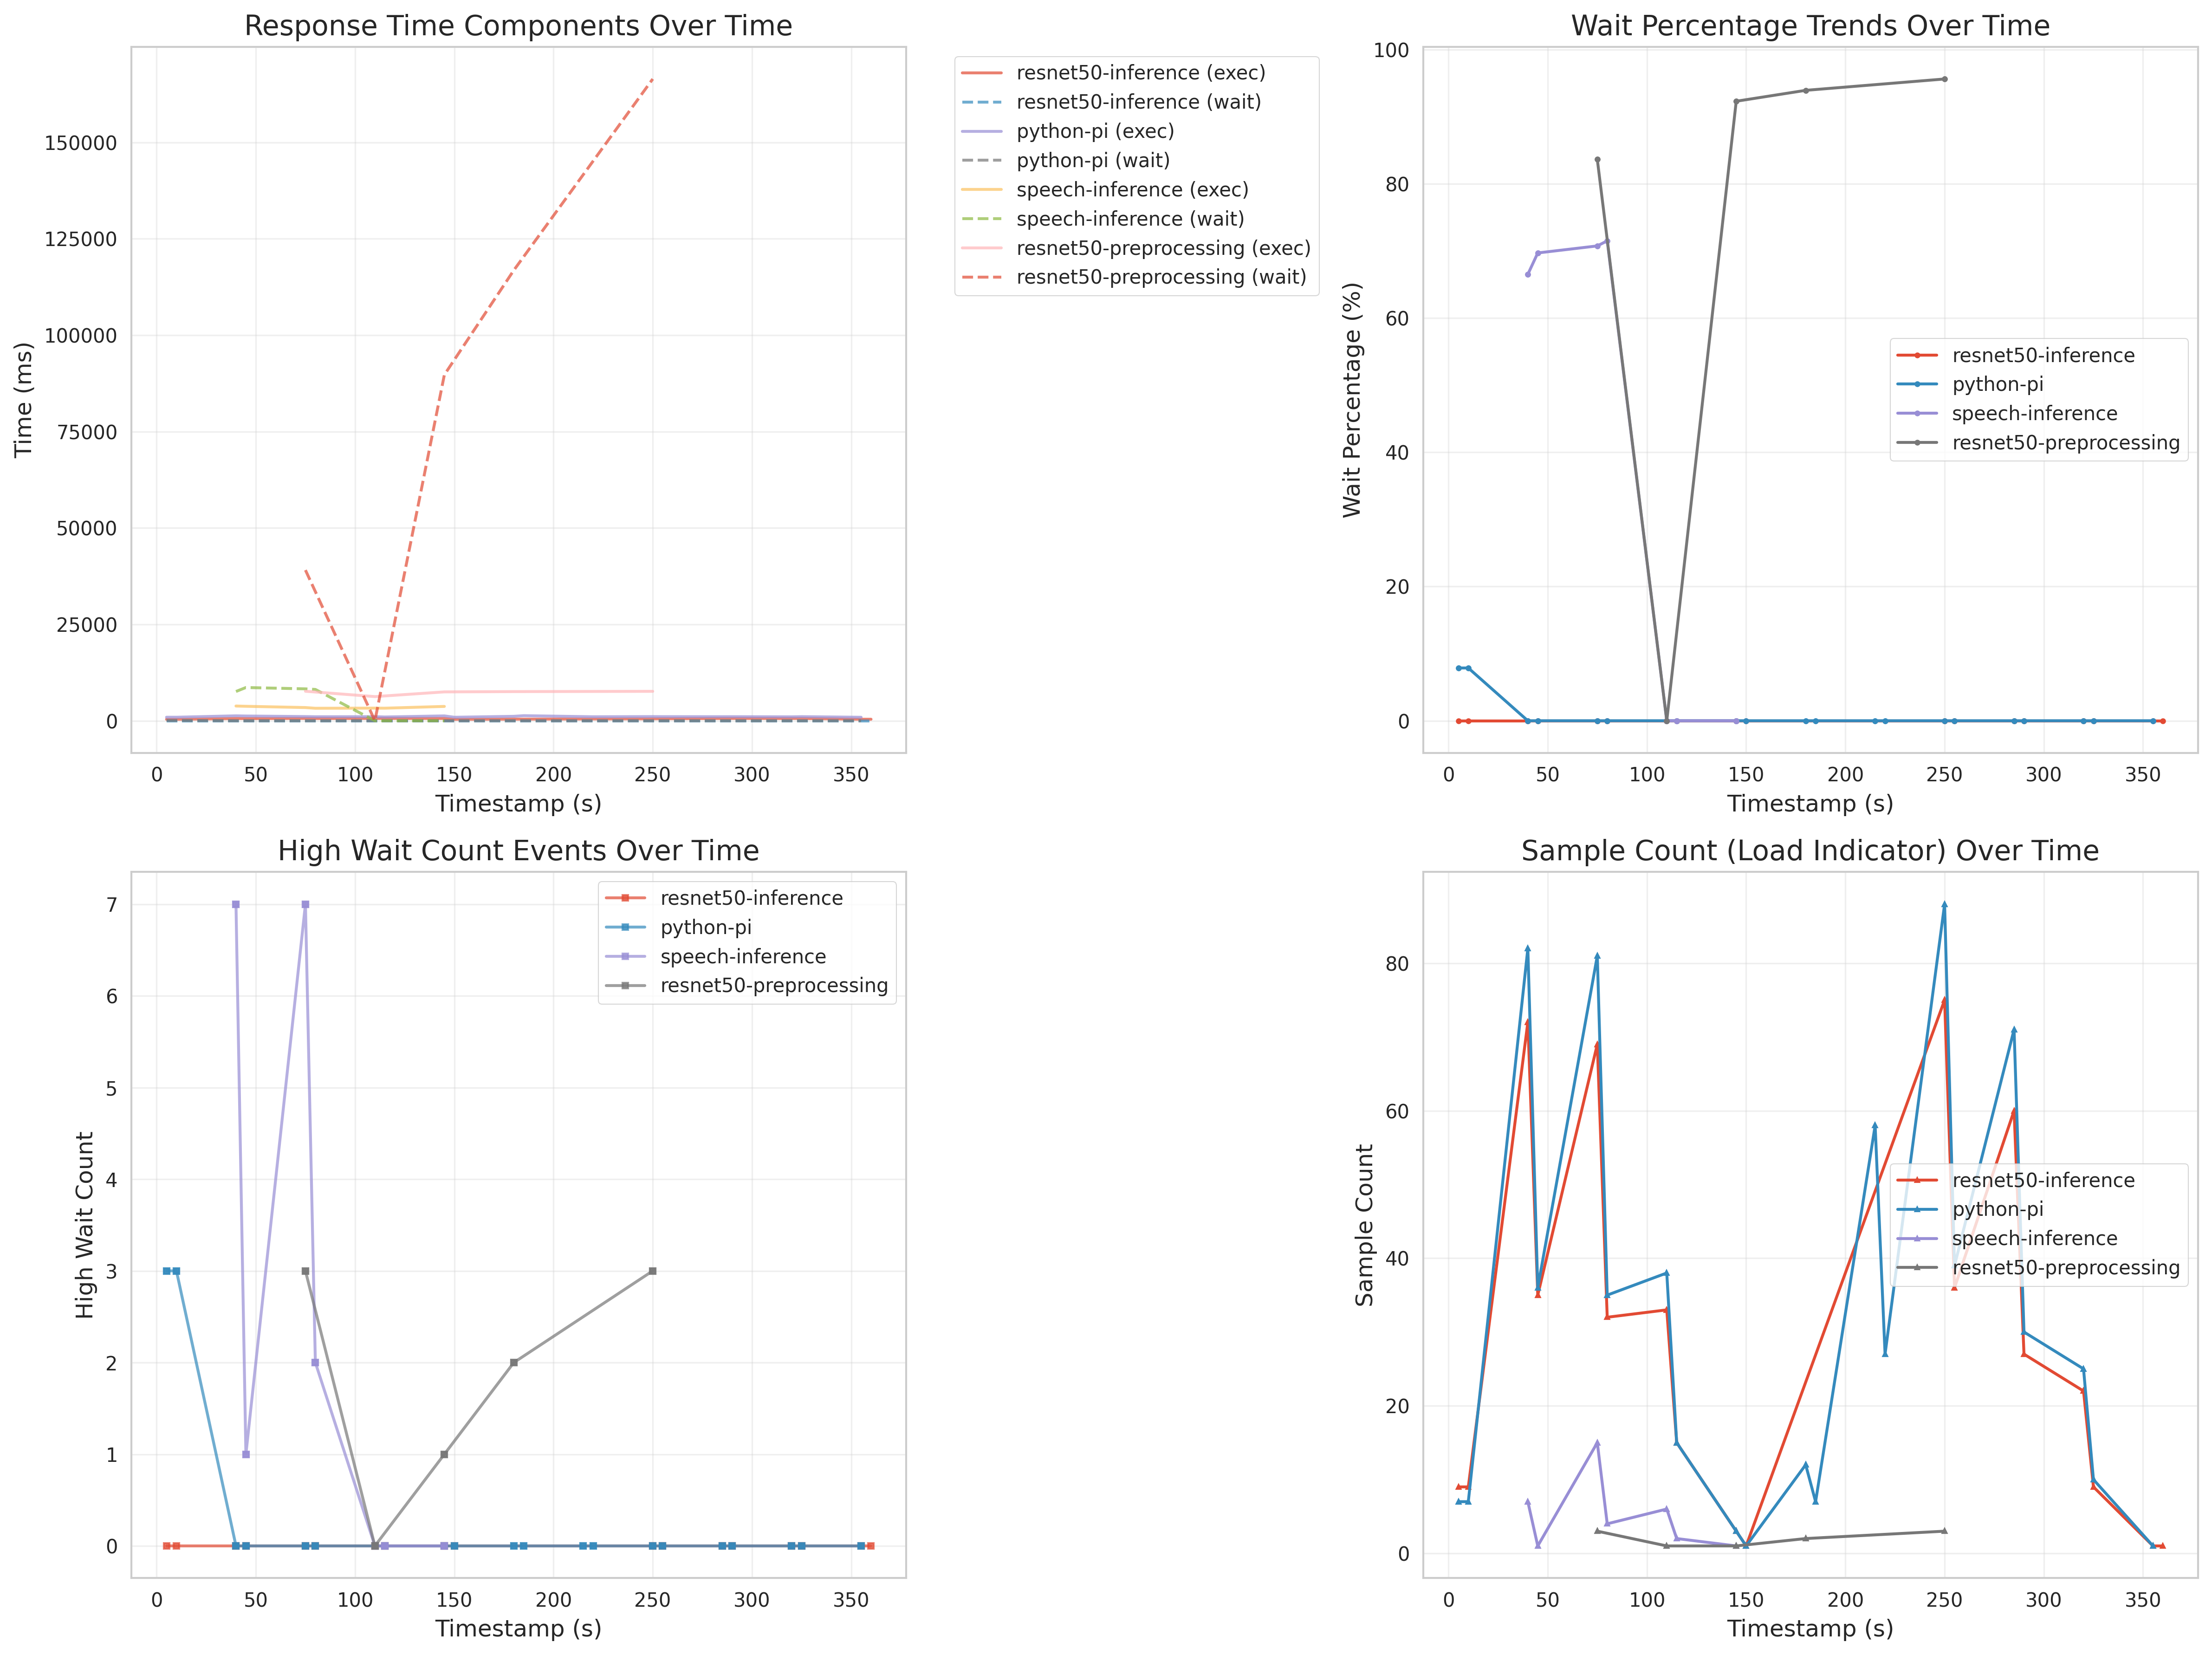 Response Time Components Over Time
Time (ms)
150000
125000
100000
75000
50000
25000
0
0 50 100 150 200 250 300 350
Timestamp (s)
resnet50-inference (exec)
resnet50-inference (wait)
python-pi (exec)
python-pi (wait)
speech-inference (exec)
speech-inference (wait)
resnet50-preprocessing (exec)
resnet50-preprocessing (wait)
Wait Percentage Trends Over Time
Wait Percentage (%)
100
80
60
40
20
0
0 50 100 150 200 250 300 350
Timestamp (s)
resnet50-inference
python-pi
speech-inference
resnet50-preprocessing
High Wait Count Events Over Time
High Wait Count
7
6
5
4
3
2
1
0
0 50 100 150 200 250 300 350
Timestamp (s)
resnet50-inference
python-pi
speech-inference
resnet50-preprocessing
Sample Count (Load Indicator) Over Time
Sample Count
80
60
40
20
0
0 50 100 150 200 250 300 350
Timestamp (s)
resnet50-inference
python-pi
speech-inference
resnet50-preprocessing